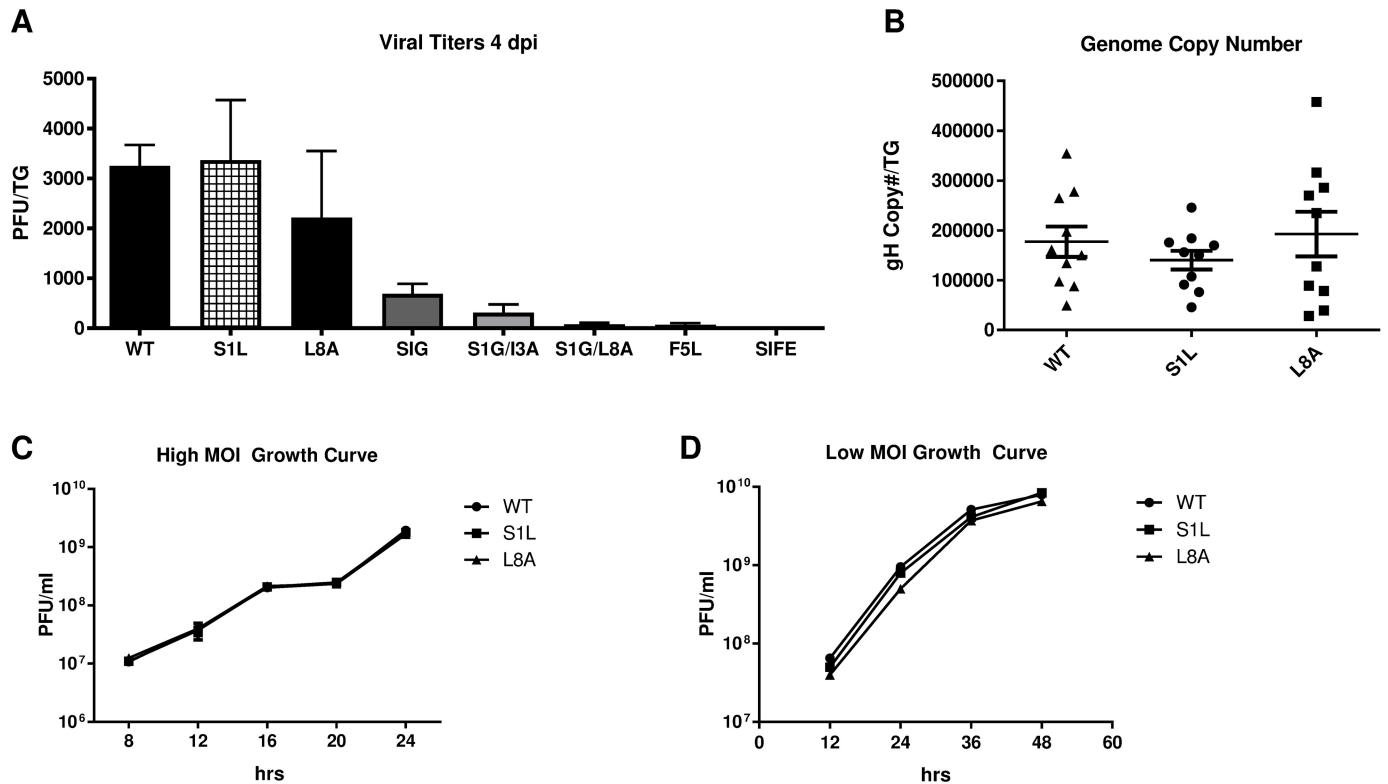 A
Viral Titers 4 dpi
5000
4000
3000
2000
1000
0
PFU/TG
WT S1L L8A SIG S1G/I3A S1G/L8A F5L SIFE
B
Genome Copy Number
500000
400000
300000
200000
100000
0
gH Copy#/TG
WT S1L L8A
C
High MOI Growth Curve
10^10
10^9
10^8
10^7
10^6
PFU/ml
8 12 16 20 24
hrs
WT
S1L
L8A
D
Low MOI Growth Curve
10^10
10^9
10^8
10^7
PFU/ml
0 12 24 36 48 60
hrs
WT
S1L
L8A